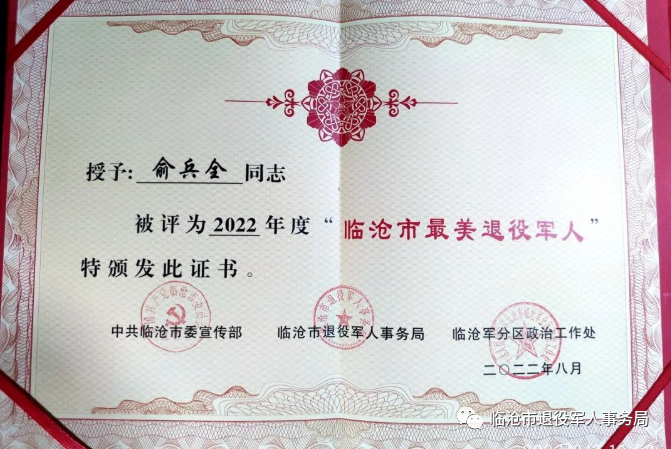 授予:俞兵全同志
被评为2022年度“临沧市最美退役军人”
特颁发此证书。
中共临沧市委宣传部 临沧市退役军人事务局 临沧军分区政治工作处
二〇二二年八月
临沧市退役军人事务局